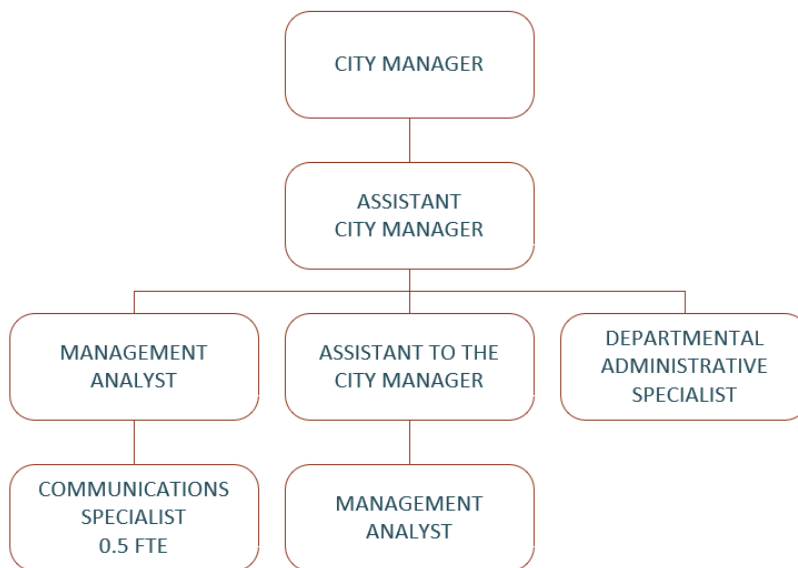 CITY MANAGER
ASSISTANT
CITY MANAGER
MANAGEMENT
ANALYST
ASSISTANT TO THE
CITY MANAGER
DEPARTMENTAL
ADMINISTRATIVE
SPECIALIST
COMMUNICATIONS
SPECIALIST
0.5 FTE
MANAGEMENT
ANALYST